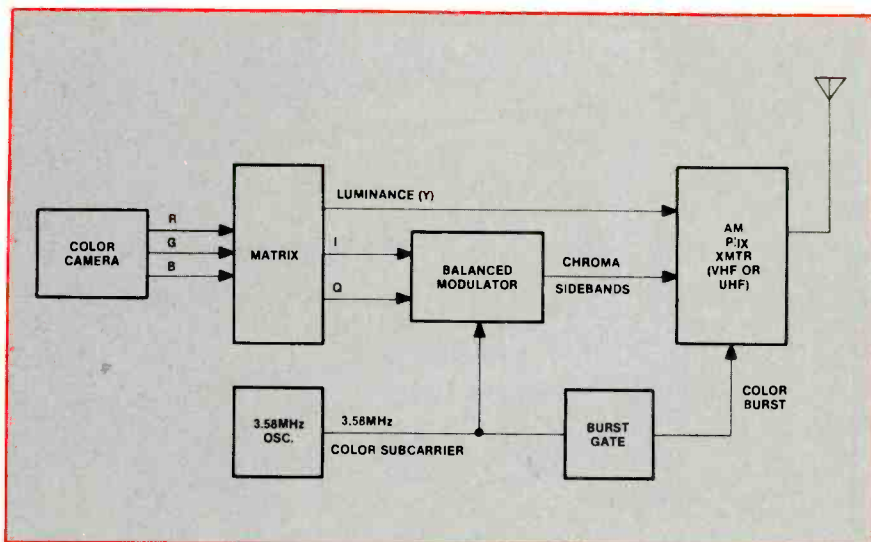 COLOR
CAMERA
R
G
B
MATRIX
LUMINANCE (Y)
I
Q
BALANCED
MODULATOR
CHROMA
SIDEBANDS
AM
PIX
XMTR
(VHF OR
UHF)
3.58MHz
OSC.
3.58MHz
COLOR SUBCARRIER
BURST
GATE
COLOR
BURST